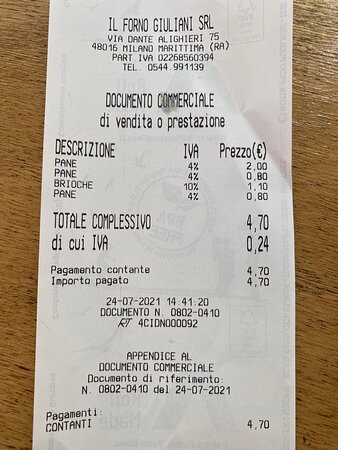 IL FORNO GIULIANI SRL
VIA DANTE ALIGHIERI 75
48016 MILANO MARITTIMA (RA)
PART.IVA 02268560394
TEL. 0544.991139
DOCUMENTO COMMERCIALE
di vendita o prestazione
DESCRIZIONE IVA Prezzo(€)
PANE 4% 2,00
PANE 4% 0,80
BRIOCHE 10% 1,10
PANE 4% 0,80
TOTALE COMPLESSIVO 4,70
di cui IVA 0,24
Pagamento contante 4,70
Importo pagato 4,70
24-07-2021 14:41:20
DOCUMENTO N. 0802-0410
RT 4CIDN000092
APPENDICE AL
DOCUMENTO COMMERCIALE
Documento di riferimento:
N. 0802-0410 del 24-07-2021
Pagamenti:
CONTANTI 4,70